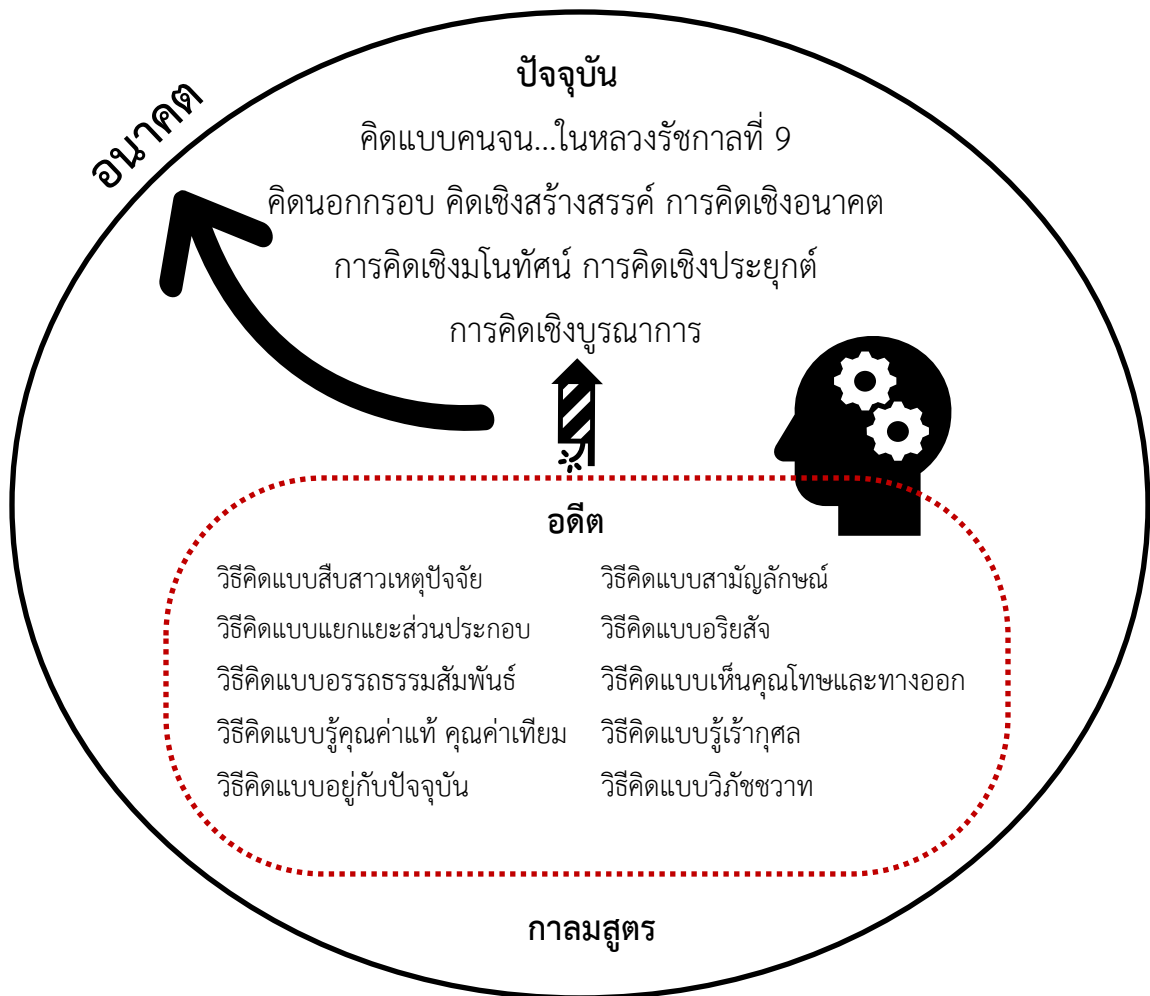 อนาคต
ปัจจุบัน
คิดแบบคนจน...ในหลวงรัชกาลที่ 9
คิดนอกกรอบ คิดเชิงสร้างสรรค์ การคิดเชิงอนาคต
การคิดเชิงมโนทัศน์ การคิดเชิงประยุกต์
การคิดเชิงบูรณาการ
อดีต
วิธีคิดแบบสืบสาวเหตุปัจจัย
วิธีคิดแบบแยกแยะส่วนประกอบ
วิธีคิดแบบอรรถธรรมสัมพันธ์
วิธีคิดแบบรู้คุณค่าแท้ คุณค่าเทียม
วิธีคิดแบบอยู่กับปัจจุบัน
วิธีคิดแบบสามัญลักษณ์
วิธีคิดแบบอริยสัจ
วิธีคิดแบบเห็นคุณโทษและทางออก
วิธีคิดแบบรู้เร้ากุศล
วิธีคิดแบบวิภัชชวาท
กาลมสูตร